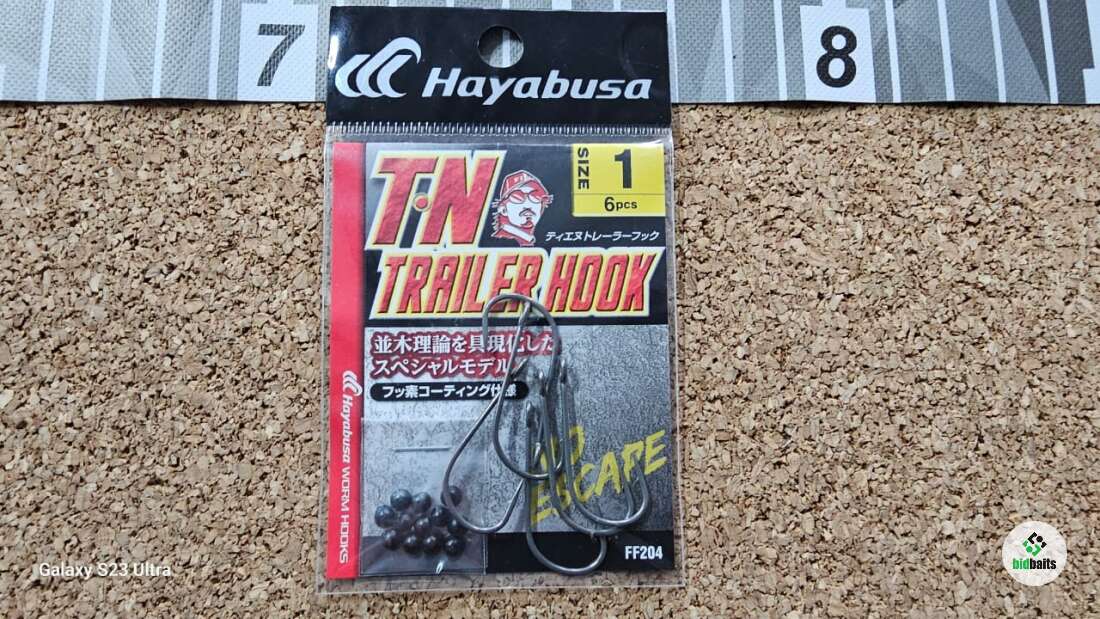 7
8
Hayabusa
T·N
SIZE
1
6pcs
ティエヌトレーラーフック
TRAILER HOOK
並木理論を具現化した
スペシャルモデル
フッ素コーティング仕様
NO
ESCAPE
Hayabusa WORM HOOKS
FF204
Galaxy S23 Ultra
bidbaits